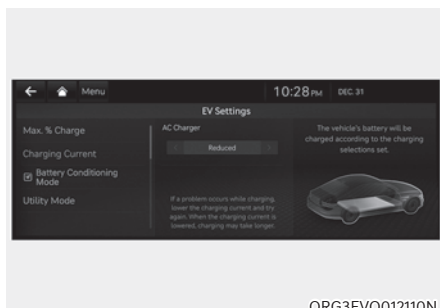 Menu
10:28 PM DEC. 31
EV Settings
Max. % Charge
Charging Current
Battery Conditioning
Mode
Utility Mode
AC Charger
Reduced
If a problem occurs while charging,
lower the charging current and try
again. When the charging current is
lowered, charging may take longer.
The vehicle's battery will be
charged according to the charging
selections set.
ORG3EVQ012110N